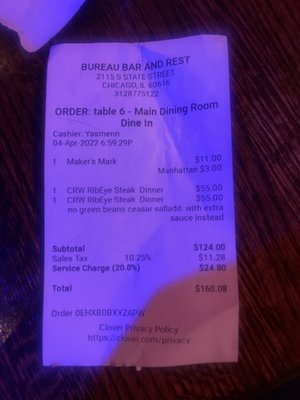 BUREAU BAR AND REST
2115 S STATE STREET
CHICAGO, IL 60616
3128775122
ORDER: table 6 - Main Dining Room
Dine In
Cashier: Yasmenn
04-Apr-2022 6:59:29P
1 Maker's Mark $11.00
Manhattan $3.00
1 CRW RibEye Steak Dinner $55.00
1 CRW RibEye Steak Dinner $55.00
no green beans ceasar salladd with extra
sauce instead
Subtotal $124.00
Sales Tax 10.25% $11.28
Service Charge (20.0%) $24.80
Total $160.08
Order 0EHXB0BXYZAPW
Clover Privacy Policy
https://clover.com/privacy